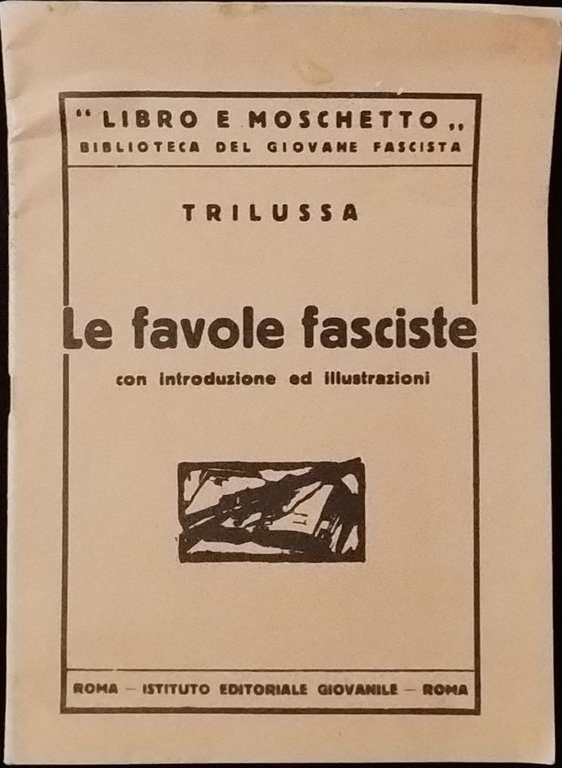 “ LIBRO E MOSCHETTO „
BIBLIOTECA DEL GIOVANE FASCISTA
TRILUSSA
Le favole fasciste
con introduzione ed illustrazioni
ROMA — ISTITUTO EDITORIALE GIOVANILE — ROMA